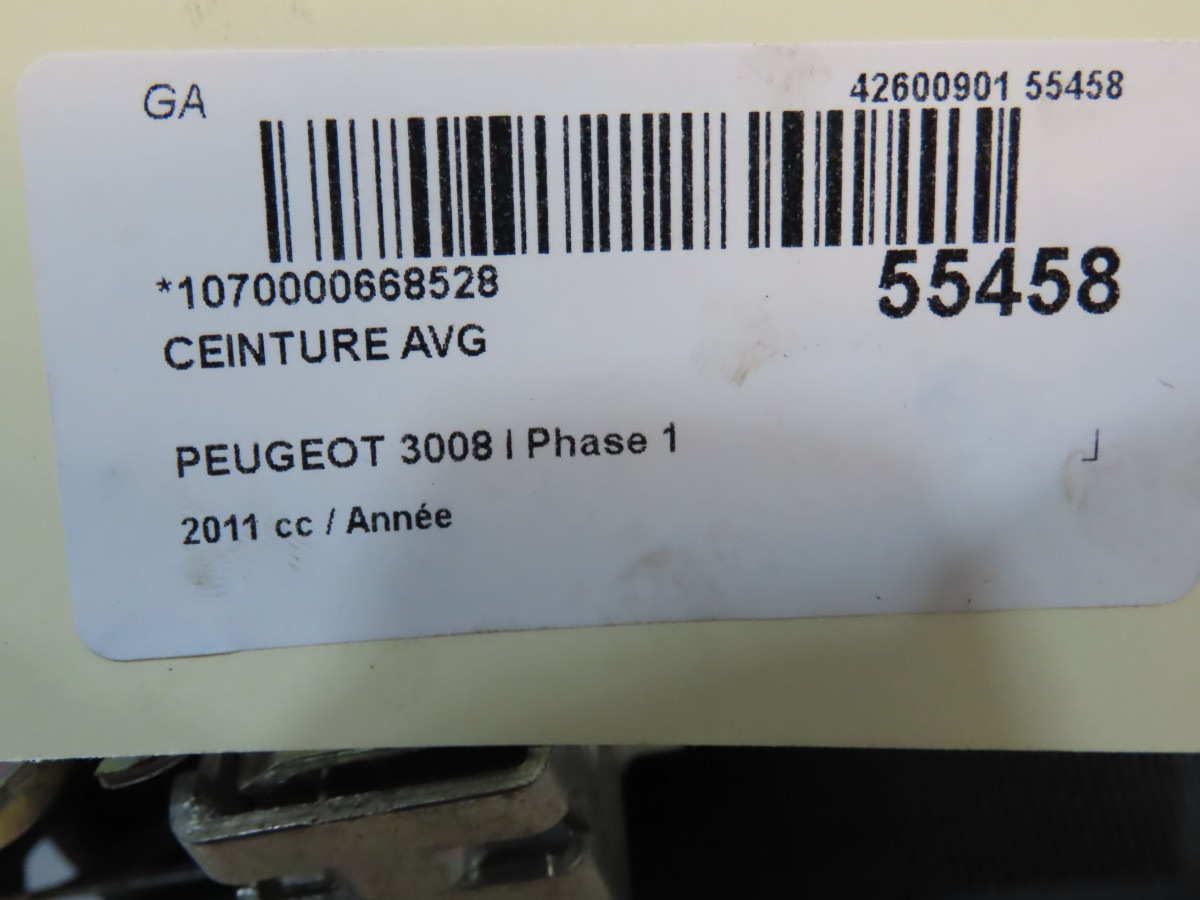 GA
42600901 55458
*1070000668528
55458
CEINTURE AVG
PEUGEOT 3008 I Phase 1
2011 cc / Année